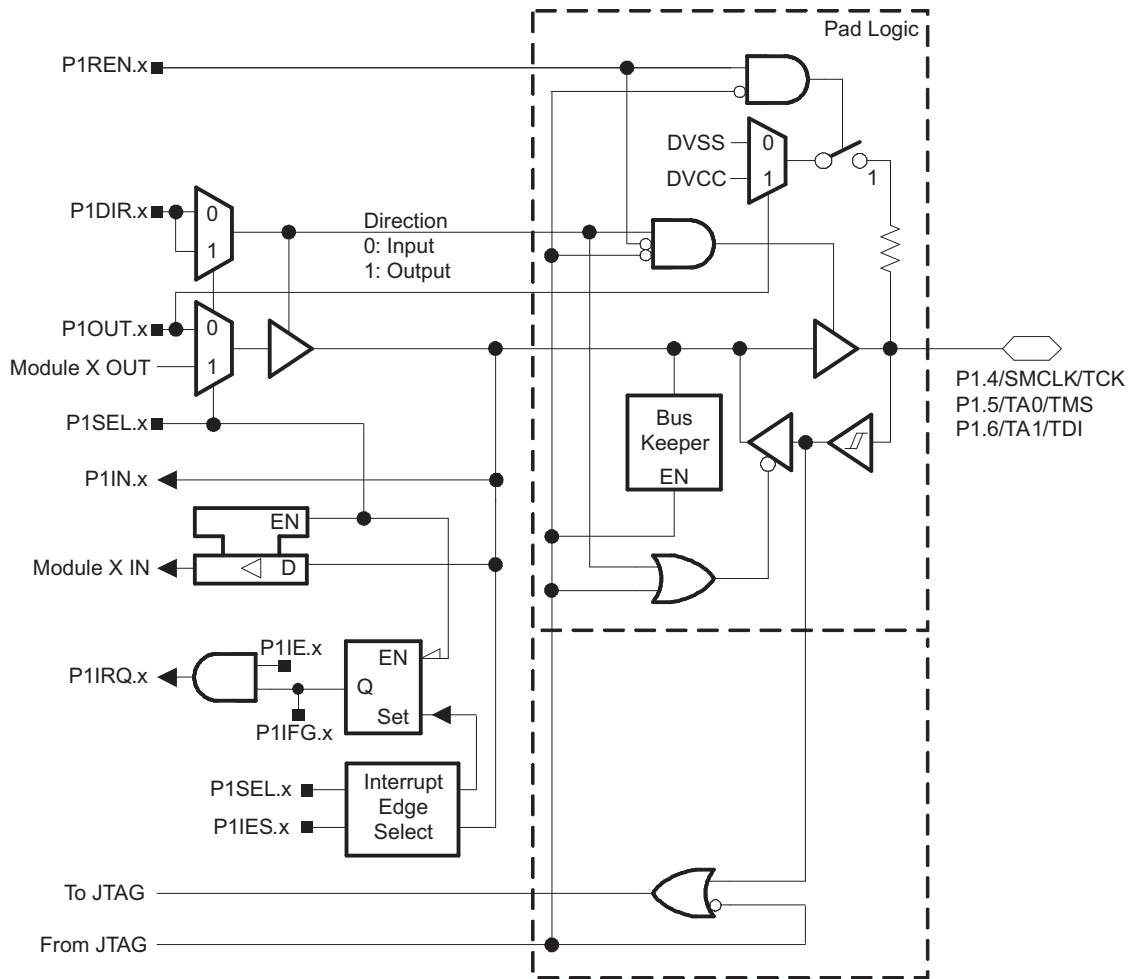 Pad Logic
P1REN.x
DVSS
0
DVCC
1
1
P1DIR.x
0
1
Direction
0: Input
1: Output
P1OUT.x
0
Module X OUT
1
P1SEL.x
P1.4/SMCLK/TCK
P1.5/TA0/TMS
P1.6/TA1/TDI
Bus
Keeper
EN
P1IN.x
EN
Module X IN
D
P1IE.x
P1IRQ.x
EN
Q
Set
P1IFG.x
P1SEL.x
P1IES.x
Interrupt
Edge
Select
To JTAG
From JTAG